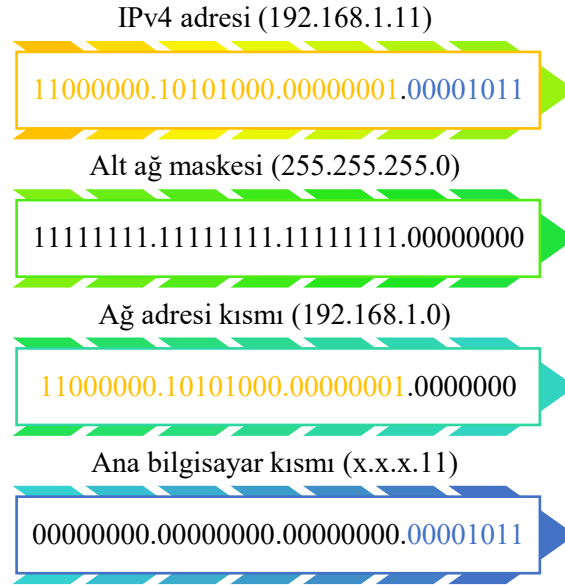 IPv4 adresi (192.168.1.11)
11000000.10101000.00000001.00001011
Alt ağ maskesi (255.255.255.0)
11111111.11111111.11111111.00000000
Ağ adresi kısmı (192.168.1.0)
11000000.10101000.00000001.0000000
Ana bilgisayar kısmı (x.x.x.11)
00000000.00000000.00000000.00001011